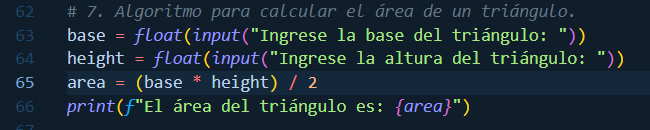 62 # 7. Algoritmo para calcular el área de un triángulo.
63 base = float(input("Ingrese la base del triángulo: "))
64 height = float(input("Ingrese la altura del triángulo: "))
65 area = (base * height) / 2
66 print(f"El área del triángulo es: {area}")
67